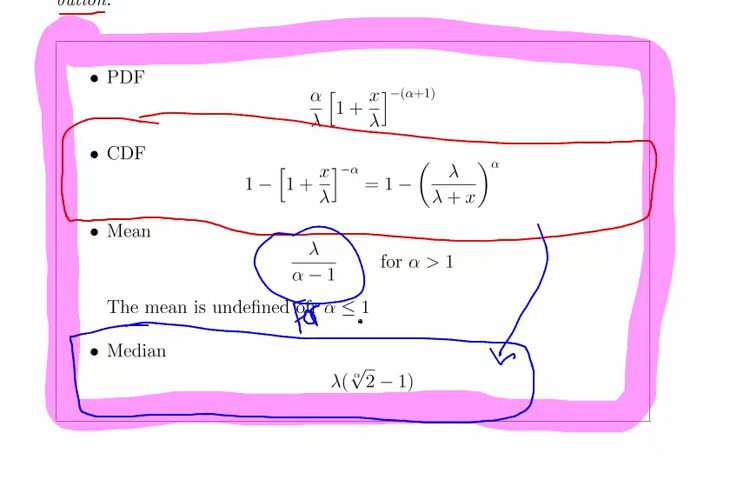 bution.
• PDF
α/λ [1 + x/λ]^−(α+1)
• CDF
1 − [1 + x/λ]^−α = 1 − (λ/(λ + x))^α
• Mean
λ/(α − 1) for α > 1
The mean is undefined for α ≤ 1
• Median
λ(ᵅ√2 − 1)